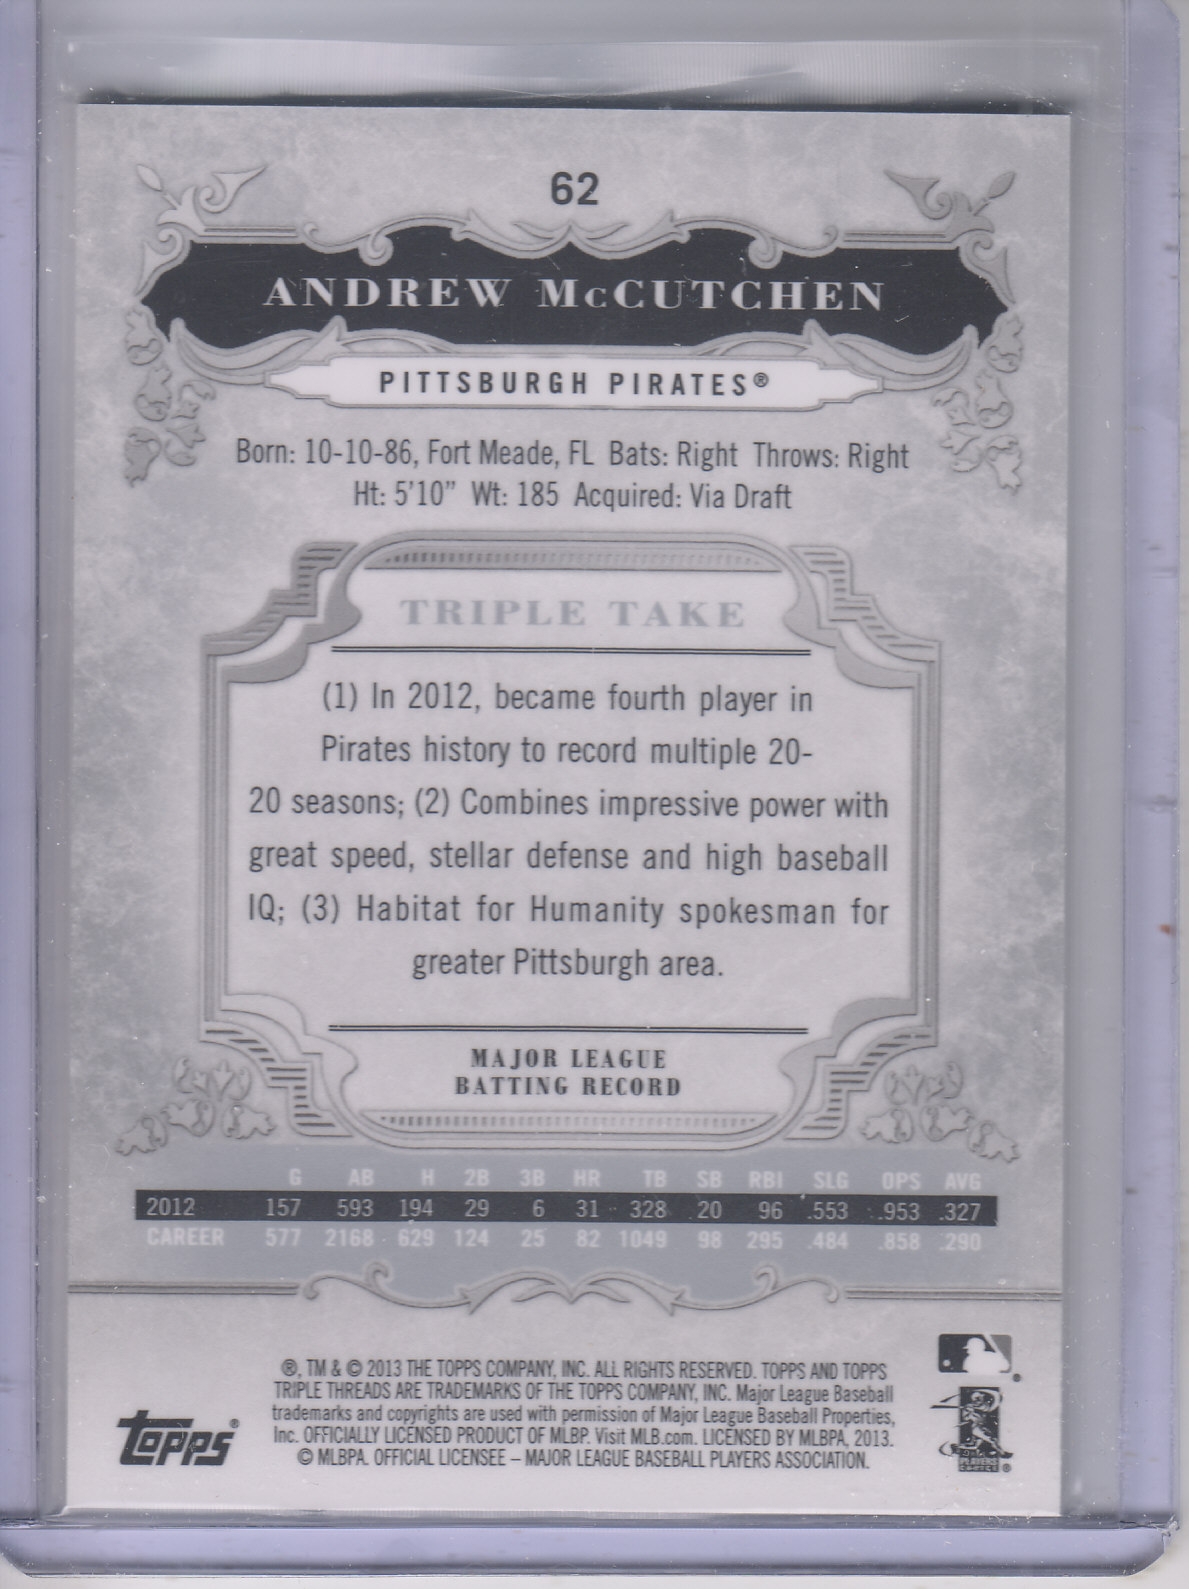 62
ANDREW McCUTCHEN
PITTSBURGH PIRATES®
Born: 10-10-86, Fort Meade, FL Bats: Right Throws: Right
Ht: 5'10" Wt: 185 Acquired: Via Draft
TRIPLE TAKE
(1) In 2012, became fourth player in
Pirates history to record multiple 20-
20 seasons; (2) Combines impressive power with
great speed, stellar defense and high baseball
IQ; (3) Habitat for Humanity spokesman for
greater Pittsburgh area.
MAJOR LEAGUE
BATTING RECORD
G AB H 2B 3B HR TB SB RBI SLG OPS AVG
2012 157 593 194 29 6 31 328 20 96 .553 .953 .327
CAREER 577 2168 629 124 25 82 1049 98 295 .484 .858 .290
®, TM & © 2013 THE TOPPS COMPANY, INC. ALL RIGHTS RESERVED. TOPPS AND TOPPS
TRIPLE THREADS ARE TRADEMARKS OF THE TOPPS COMPANY, INC. Major League Baseball
trademarks and copyrights are used with permission of Major League Baseball Properties,
Inc. OFFICIALLY LICENSED PRODUCT OF MLBP. Visit MLB.com. LICENSED BY MLBPA, 2013.
© MLBPA. OFFICIAL LICENSEE – MAJOR LEAGUE BASEBALL PLAYERS ASSOCIATION.
Topps®
PLAYERS
CHOICE ®